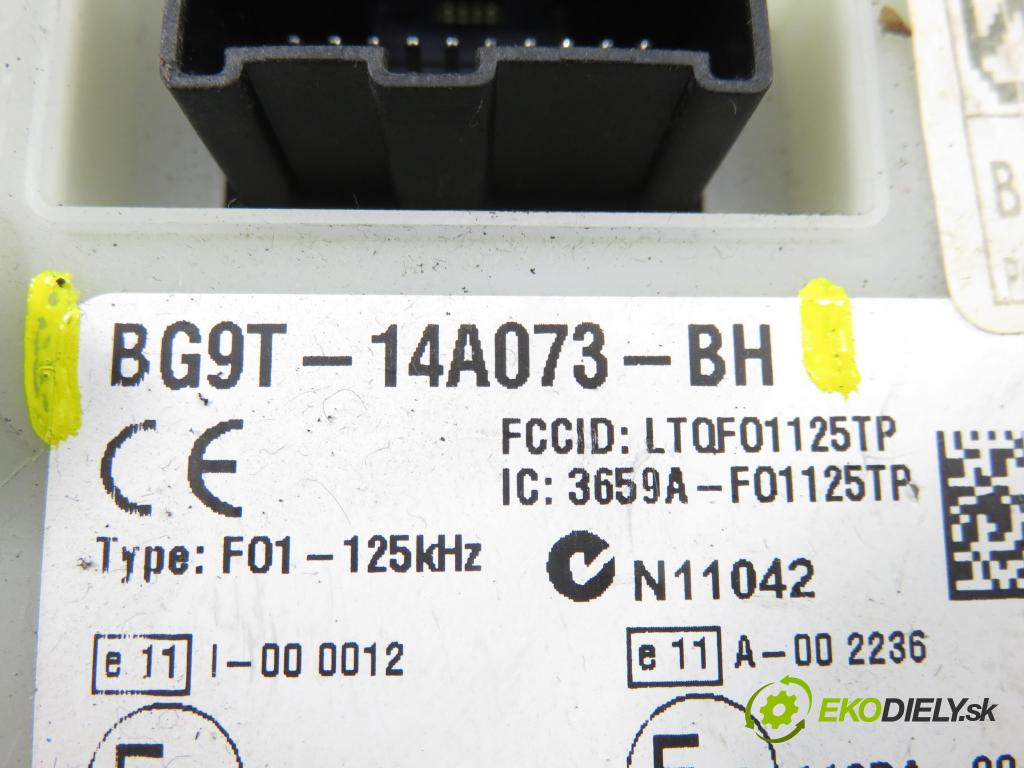 B
BG9T-14A073-BH
CE
FCCID: LTQF01125TP
IC: 3659A-F01125TP
Type: F01-125kHz
N11042
e 11 I-00 0012
e 11 A-00 2236
EKODIELY.sk